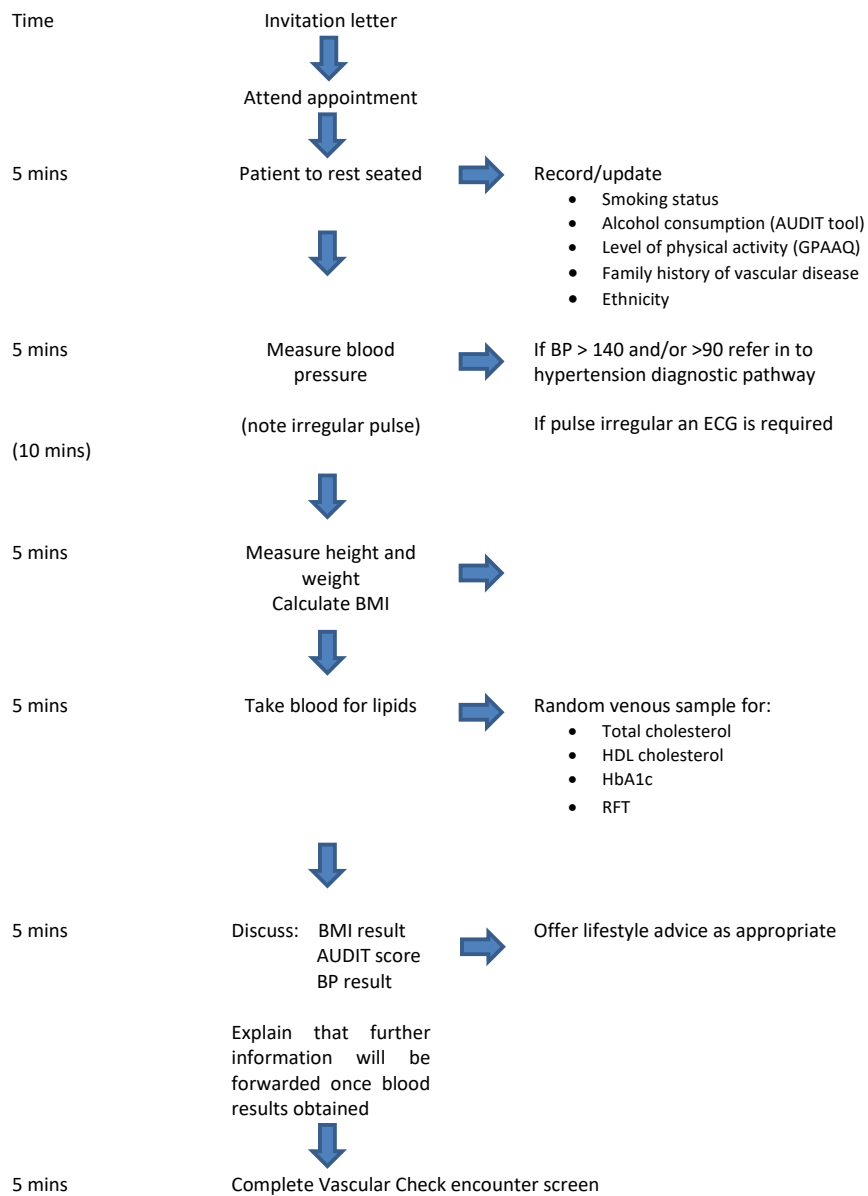 Time Invitation letter
Attend appointment
5 mins Patient to rest seated Record/update
• Smoking status
• Alcohol consumption (AUDIT tool)
• Level of physical activity (GPAAQ)
• Family history of vascular disease
• Ethnicity
5 mins Measure blood If BP > 140 and/or >90 refer in to
pressure hypertension diagnostic pathway
(note irregular pulse) If pulse irregular an ECG is required
(10 mins)
5 mins Measure height and
weight
Calculate BMI
5 mins Take blood for lipids Random venous sample for:
• Total cholesterol
• HDL cholesterol
• HbA1c
• RFT
5 mins Discuss: BMI result Offer lifestyle advice as appropriate
AUDIT score
BP result
Explain that further
information will be
forwarded once blood
results obtained
5 mins Complete Vascular Check encounter screen